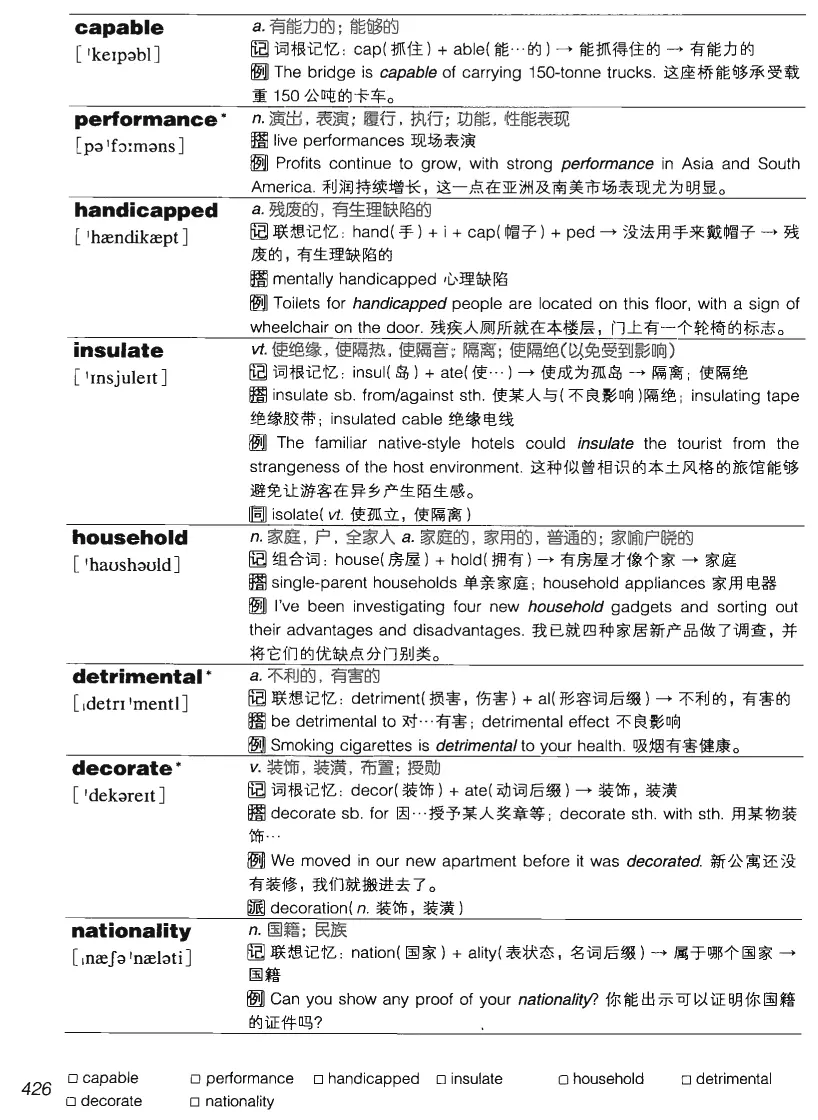 capable a. 有能力的; 能够的
[ˈkeɪpəbl] 记 词根记忆: cap(抓住) + able(能…的) → 能抓得住的 → 有能力的
例 The bridge is capable of carrying 150-tonne trucks. 这座桥能够承受载
重 150 公吨的卡车。
performance* n. 演出, 表演; 履行, 执行; 功能, 性能表现
[pəˈfɔːməns] 搭 live performances 现场表演
例 Profits continue to grow, with strong performance in Asia and South
America. 利润持续增长, 这一点在亚洲及南美市场表现尤为明显。
handicapped a. 残废的, 有生理缺陷的
[ˈhændikæpt] 记 联想记忆: hand(手) + i + cap(帽子) + ped → 没法用手来戴帽子 → 残
废的, 有生理缺陷的
搭 mentally handicapped 心理缺陷
例 Toilets for handicapped people are located on this floor, with a sign of
wheelchair on the door. 残疾人厕所就在本楼层, 门上有一个轮椅的标志。
insulate vt. 使绝缘, 使隔热, 使隔音; 隔离; 使隔绝(以免受到影响)
[ˈɪnsjuleɪt] 记 词根记忆: insul(岛) + ate(使…) → 使成为孤岛 → 隔离; 使隔绝
搭 insulate sb. from/against sth. 使某人与(不良影响)隔绝; insulating tape
绝缘胶带; insulated cable 绝缘电线
例 The familiar native-style hotels could insulate the tourist from the
strangeness of the host environment. 这种似曾相识的本土风格的旅馆能够
避免让游客在异乡产生陌生感。
同 isolate(vt. 使孤立, 使隔离)
household n. 家庭, 户, 全家人 a. 家庭的, 家用的, 普通的; 家喻户晓的
[ˈhaʊshəʊld] 记 组合词: house(房屋) + hold(拥有) → 有房屋才像个家 → 家庭
搭 single-parent households 单亲家庭; household appliances 家用电器
例 I've been investigating four new household gadgets and sorting out
their advantages and disadvantages. 我已就四种家居新产品做了调查, 并
将它们的优缺点分门别类。
detrimental* a. 不利的, 有害的
[ˌdetrɪˈmentl] 记 联想记忆: detriment(损害, 伤害) + al(形容词后缀) → 不利的, 有害的
搭 be detrimental to 对…有害; detrimental effect 不良影响
例 Smoking cigarettes is detrimental to your health. 吸烟有害健康。
decorate* v. 装饰, 装潢, 布置; 授勋
[ˈdekəreɪt] 记 词根记忆: decor(装饰) + ate(动词后缀) → 装饰, 装潢
搭 decorate sb. for 因…授予某人奖章等; decorate sth. with sth. 用某物装
饰…
例 We moved in our new apartment before it was decorated. 新公寓还没
有装修, 我们就搬进去了。
派 decoration(n. 装饰, 装潢)
nationality n. 国籍; 民族
[ˌnæʃəˈnæləti] 记 联想记忆: nation(国家) + ality(表状态, 名词后缀) → 属于哪个国家 →
国籍
例 Can you show any proof of your nationality? 你能出示可以证明你国籍
的证件吗?
□ capable □ performance □ handicapped □ insulate □ household □ detrimental
426
□ decorate □ nationality